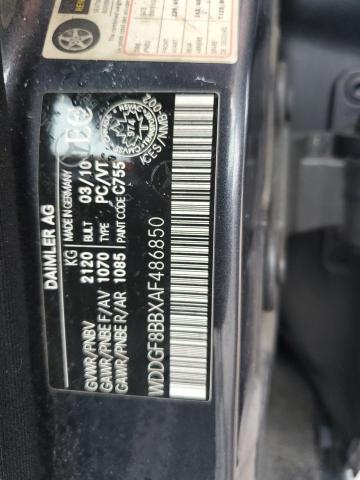 DAIMLER AG
MADE IN GERMANY
KG
GVWR/PNBV 2120 BUILT 03/10
GAWR/PNBE F/AV 1070 TYPE PC/VT
GAWR/PNBE R/AR 1085 PAINT CODE C755
WDDGF8BBXAF486850
974
ICES/NMB-002